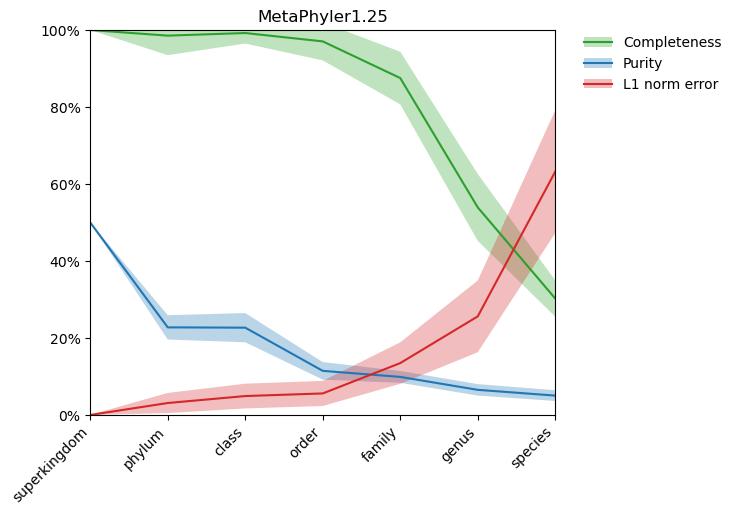 MetaPhyler1.25
100%
80%
60%
40%
20%
0%
superkingdom
phylum
class
order
family
genus
species
Completeness
Purity
L1 norm error